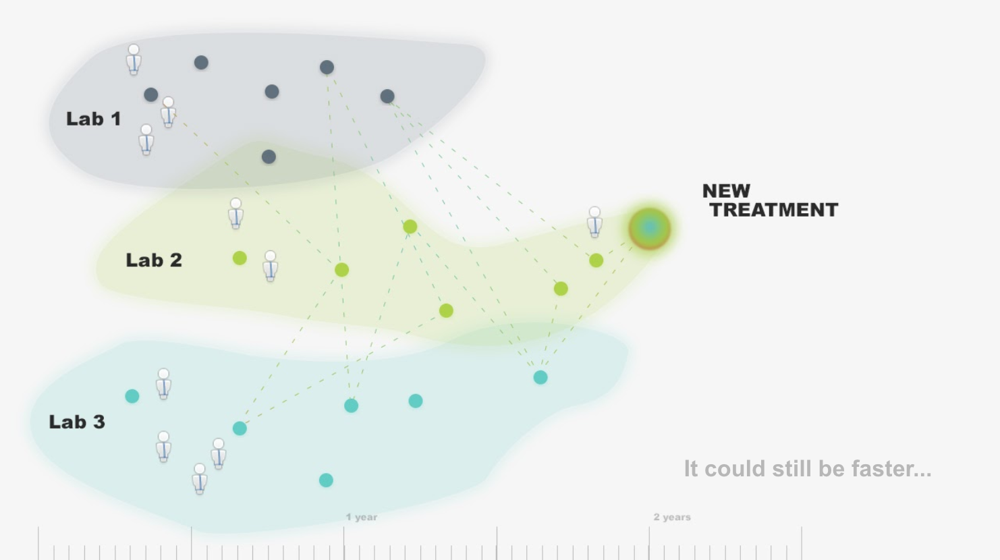 Lab 1
NEW
TREATMENT
Lab 2
Lab 3
It could still be faster...
1 year
2 years